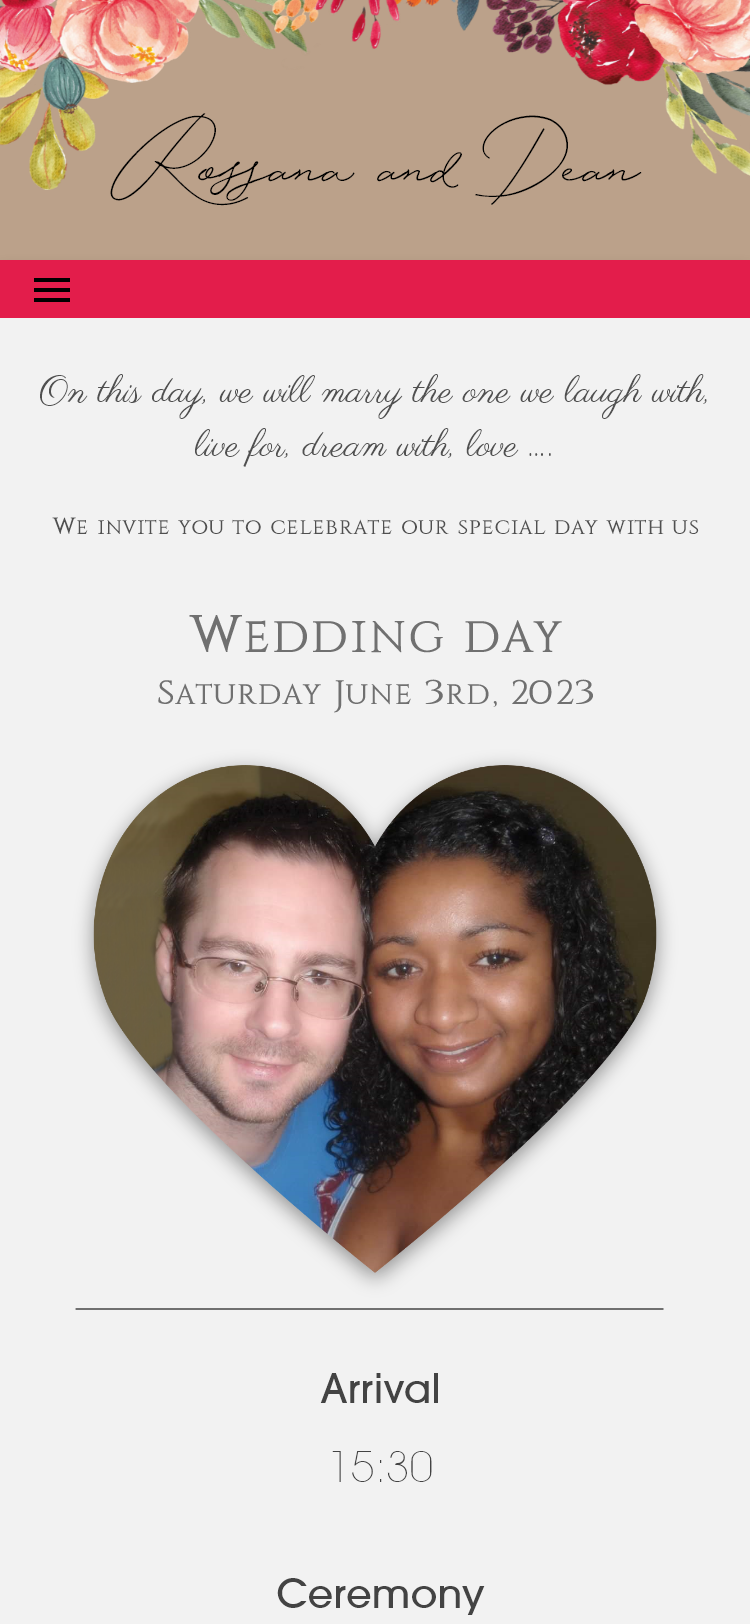 Rossana and Dean
On this day, we will marry the one we laugh with,
live for, dream with, love ....
We invite you to celebrate our special day with us
Wedding day
Saturday June 3rd, 2023
Arrival
15:30
Ceremony